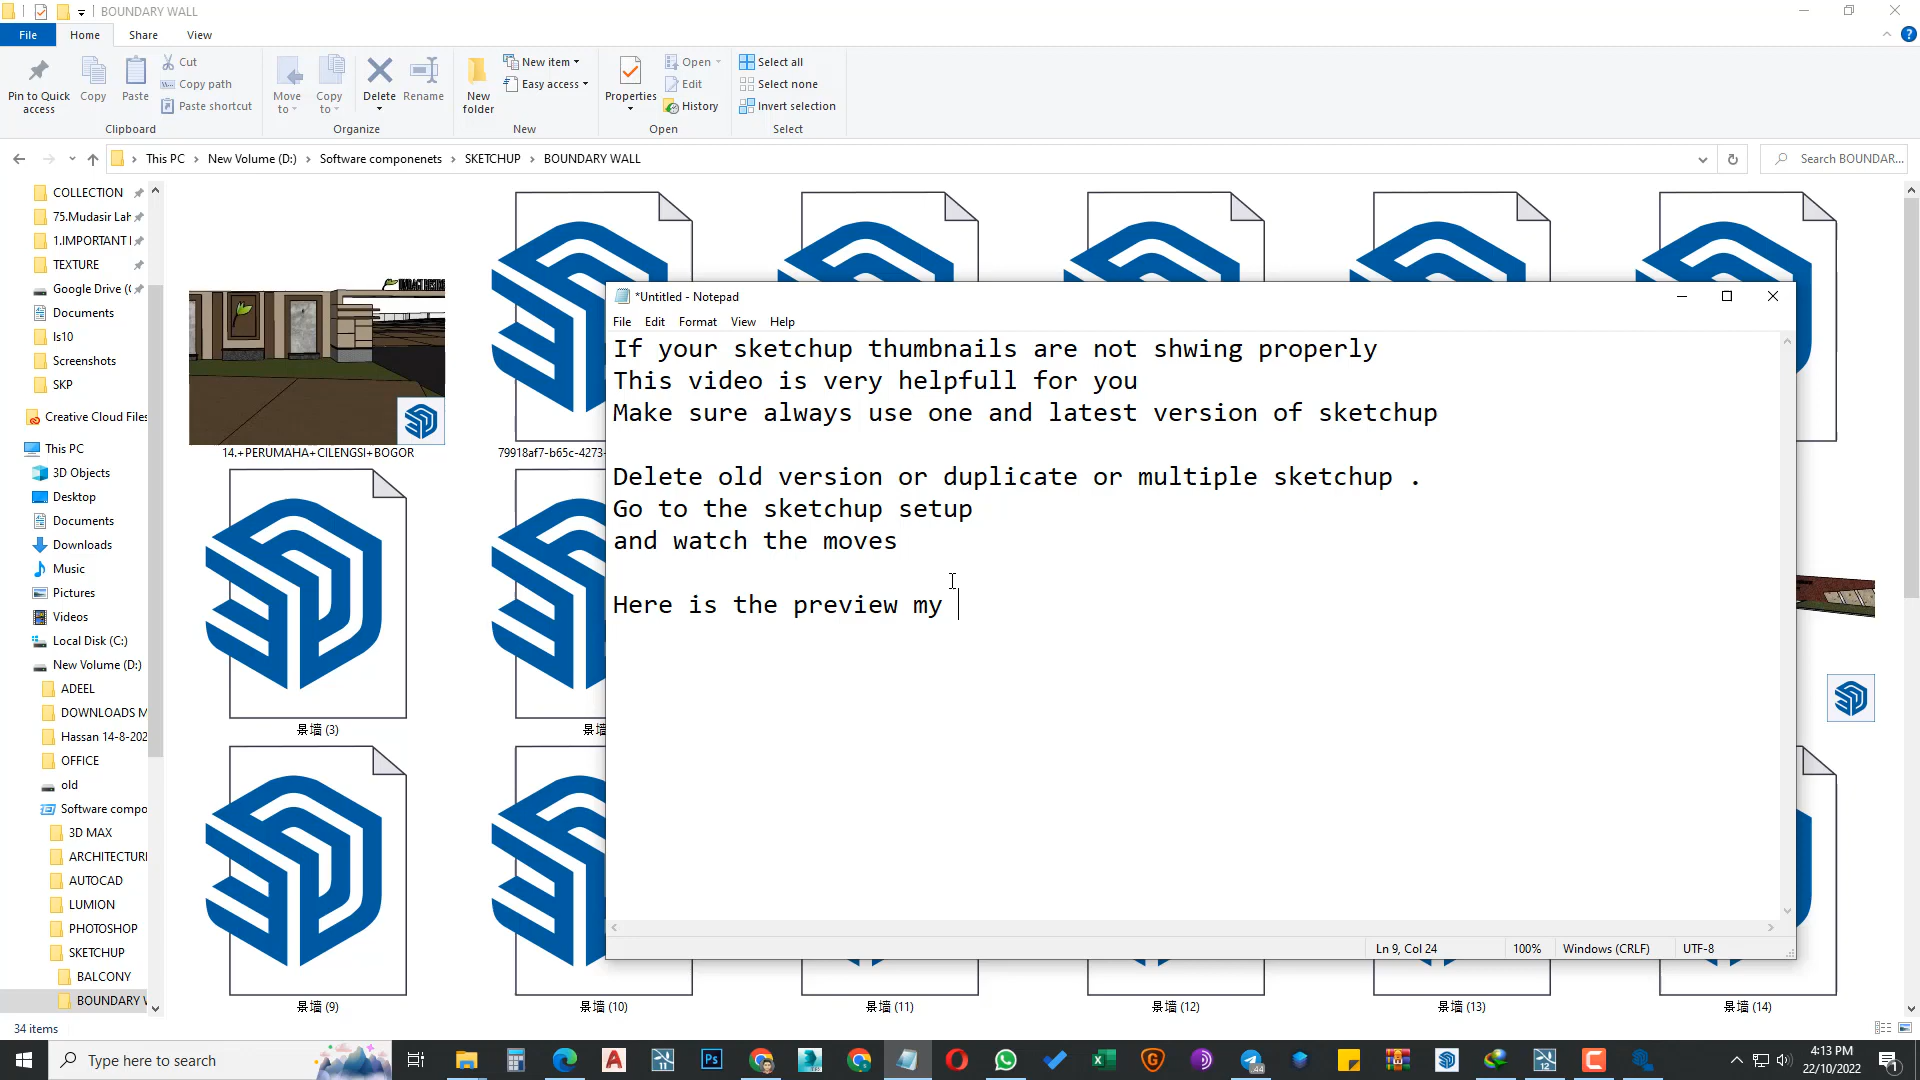 BOUNDARY WALL
File Home Share View
Pin to Quick access
Copy
Paste
Cut
Copy path
Paste shortcut
Clipboard
Move to
Copy to
Delete
Rename
Organize
New folder
New item
Easy access
New
Properties
Open
Edit
History
Open
Select all
Select none
Invert selection
Select
This PC > New Volume (D:) > Software componenets > SKETCHUP > BOUNDARY WALL
Search BOUNDAR...
COLLECTION
75.Mudasir Lah
1.IMPORTANT I
TEXTURE
Google Drive (
Documents
ls10
Screenshots
SKP
Creative Cloud Files
This PC
3D Objects
Desktop
Documents
Downloads
Music
Pictures
Videos
Local Disk (C:)
New Volume (D:)
ADEEL
DOWNLOADS M
Hassan 14-8-202
OFFICE
old
Software compo
3D MAX
ARCHITECTURI
AUTOCAD
LUMION
PHOTOSHOP
SKETCHUP
BALCONY
BOUNDARY W
14.+PERUMAHA+CILENGSI+BOGOR
79918af7-b65c-4273-
景墙 (3)
景墙
景墙 (9)
景墙 (10)
景墙 (11)
景墙 (12)
景墙 (13)
景墙 (14)
*Untitled - Notepad
File Edit Format View Help
If your sketchup thumbnails are not shwing properly
This video is very helpfull for you
Make sure always use one and latest version of sketchup
Delete old version or duplicate or multiple sketchup .
Go to the sketchup setup
and watch the moves
Here is the preview my
Ln 9, Col 24
100%
Windows (CRLF)
UTF-8
34 items
Type here to search
4:13 PM
22/10/2022